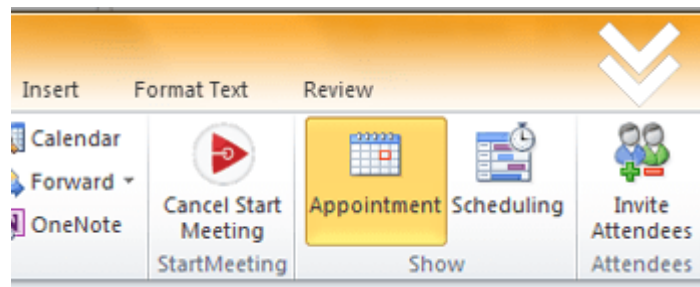 Insert Format Text Review
Calendar
Forward
OneNote
Cancel Start
Meeting
StartMeeting
Appointment Scheduling
Show
Invite
Attendees
Attendees